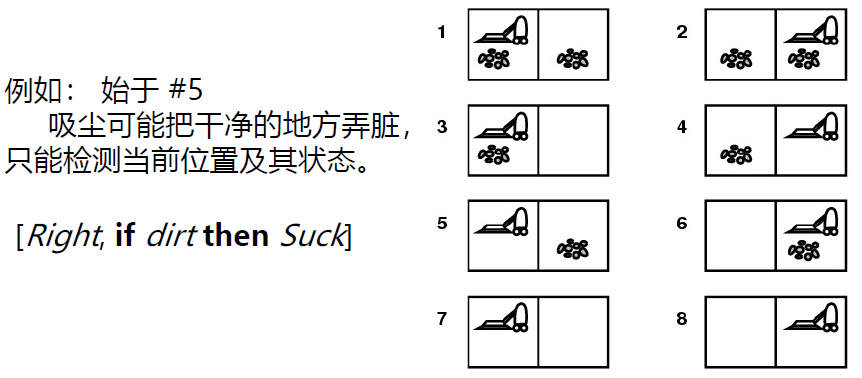 例如： 始于 #5
吸尘可能把干净的地方弄脏，
只能检测当前位置及其状态。
[Right, if dirt then Suck]
1
2
3
4
5
6
7
8